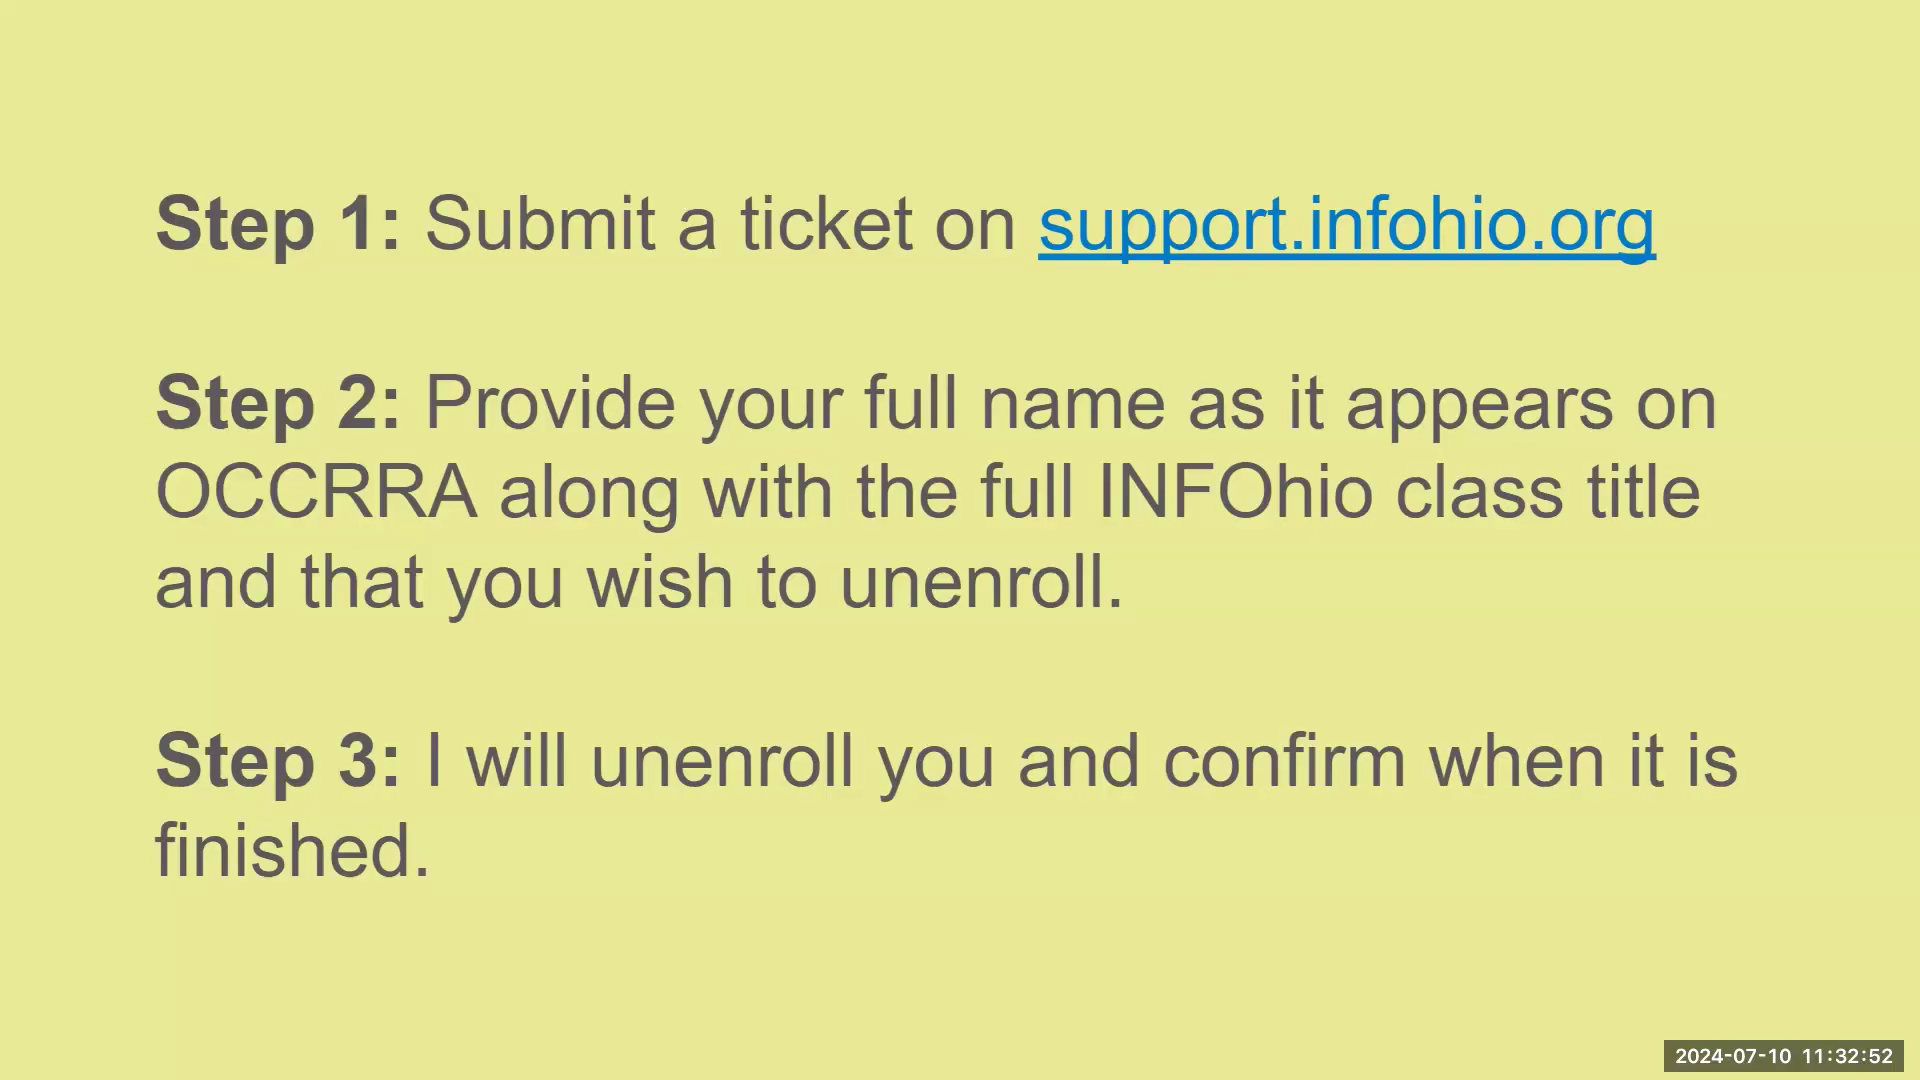 Step 1: Submit a ticket on support.infohio.org
Step 2: Provide your full name as it appears on
OCCRRA along with the full INFOhio class title
and that you wish to unenroll.
Step 3: I will unenroll you and confirm when it is
finished.
2024-07-10 11:32:52